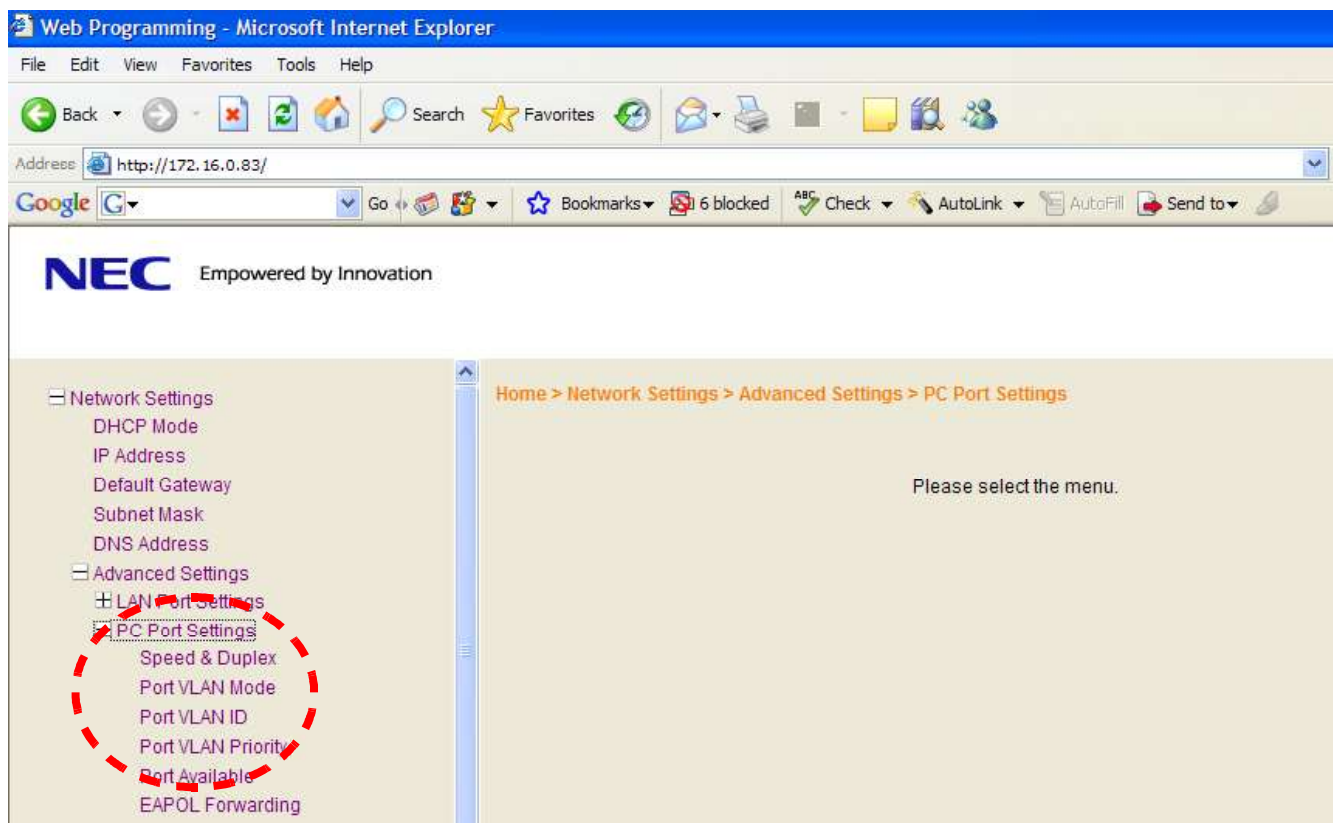 Web Programming - Microsoft Internet Explorer
File Edit View Favorites Tools Help
Back Search Favorites
Address http://172.16.0.83/
Google G Go Bookmarks 6 blocked ABC Check AutoLink AutoFill Send to
NEC Empowered by Innovation
Network Settings
DHCP Mode
IP Address
Default Gateway
Subnet Mask
DNS Address
Advanced Settings
LAN Port Settings
PC Port Settings
Speed & Duplex
Port VLAN Mode
Port VLAN ID
Port VLAN Priority
Port Available
EAPOL Forwarding
Home > Network Settings > Advanced Settings > PC Port Settings
Please select the menu.